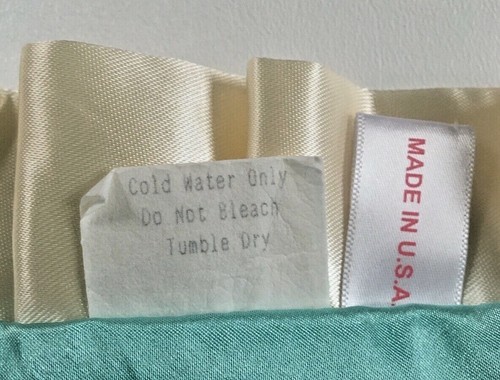 Cold Water Only
Do Not Bleach
Tumble Dry
MADE IN U.S.A.